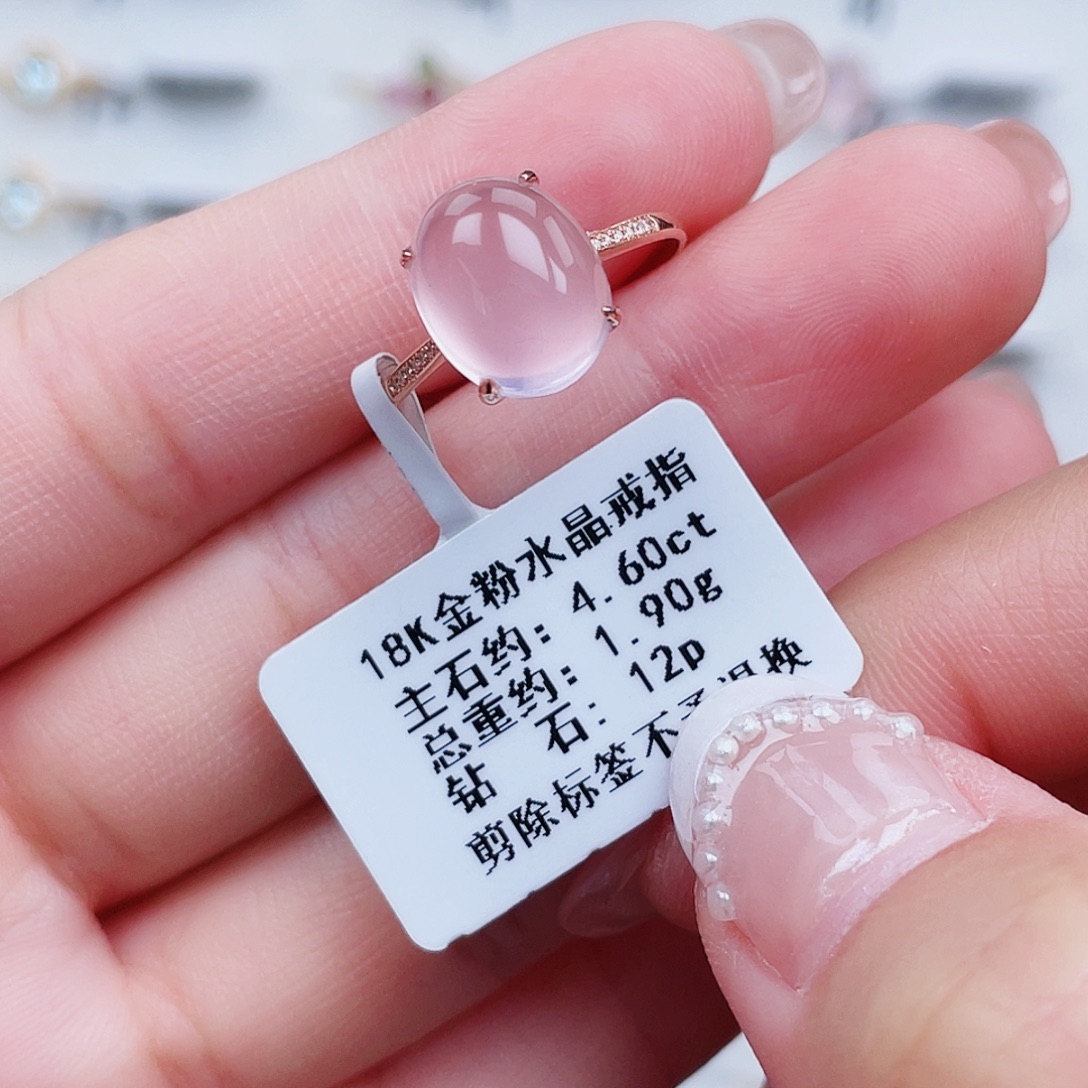 18K金粉水晶戒指
主石约: 4.60ct
总重约: 1.90g
钻 石: 12p
剪除标签不予退换